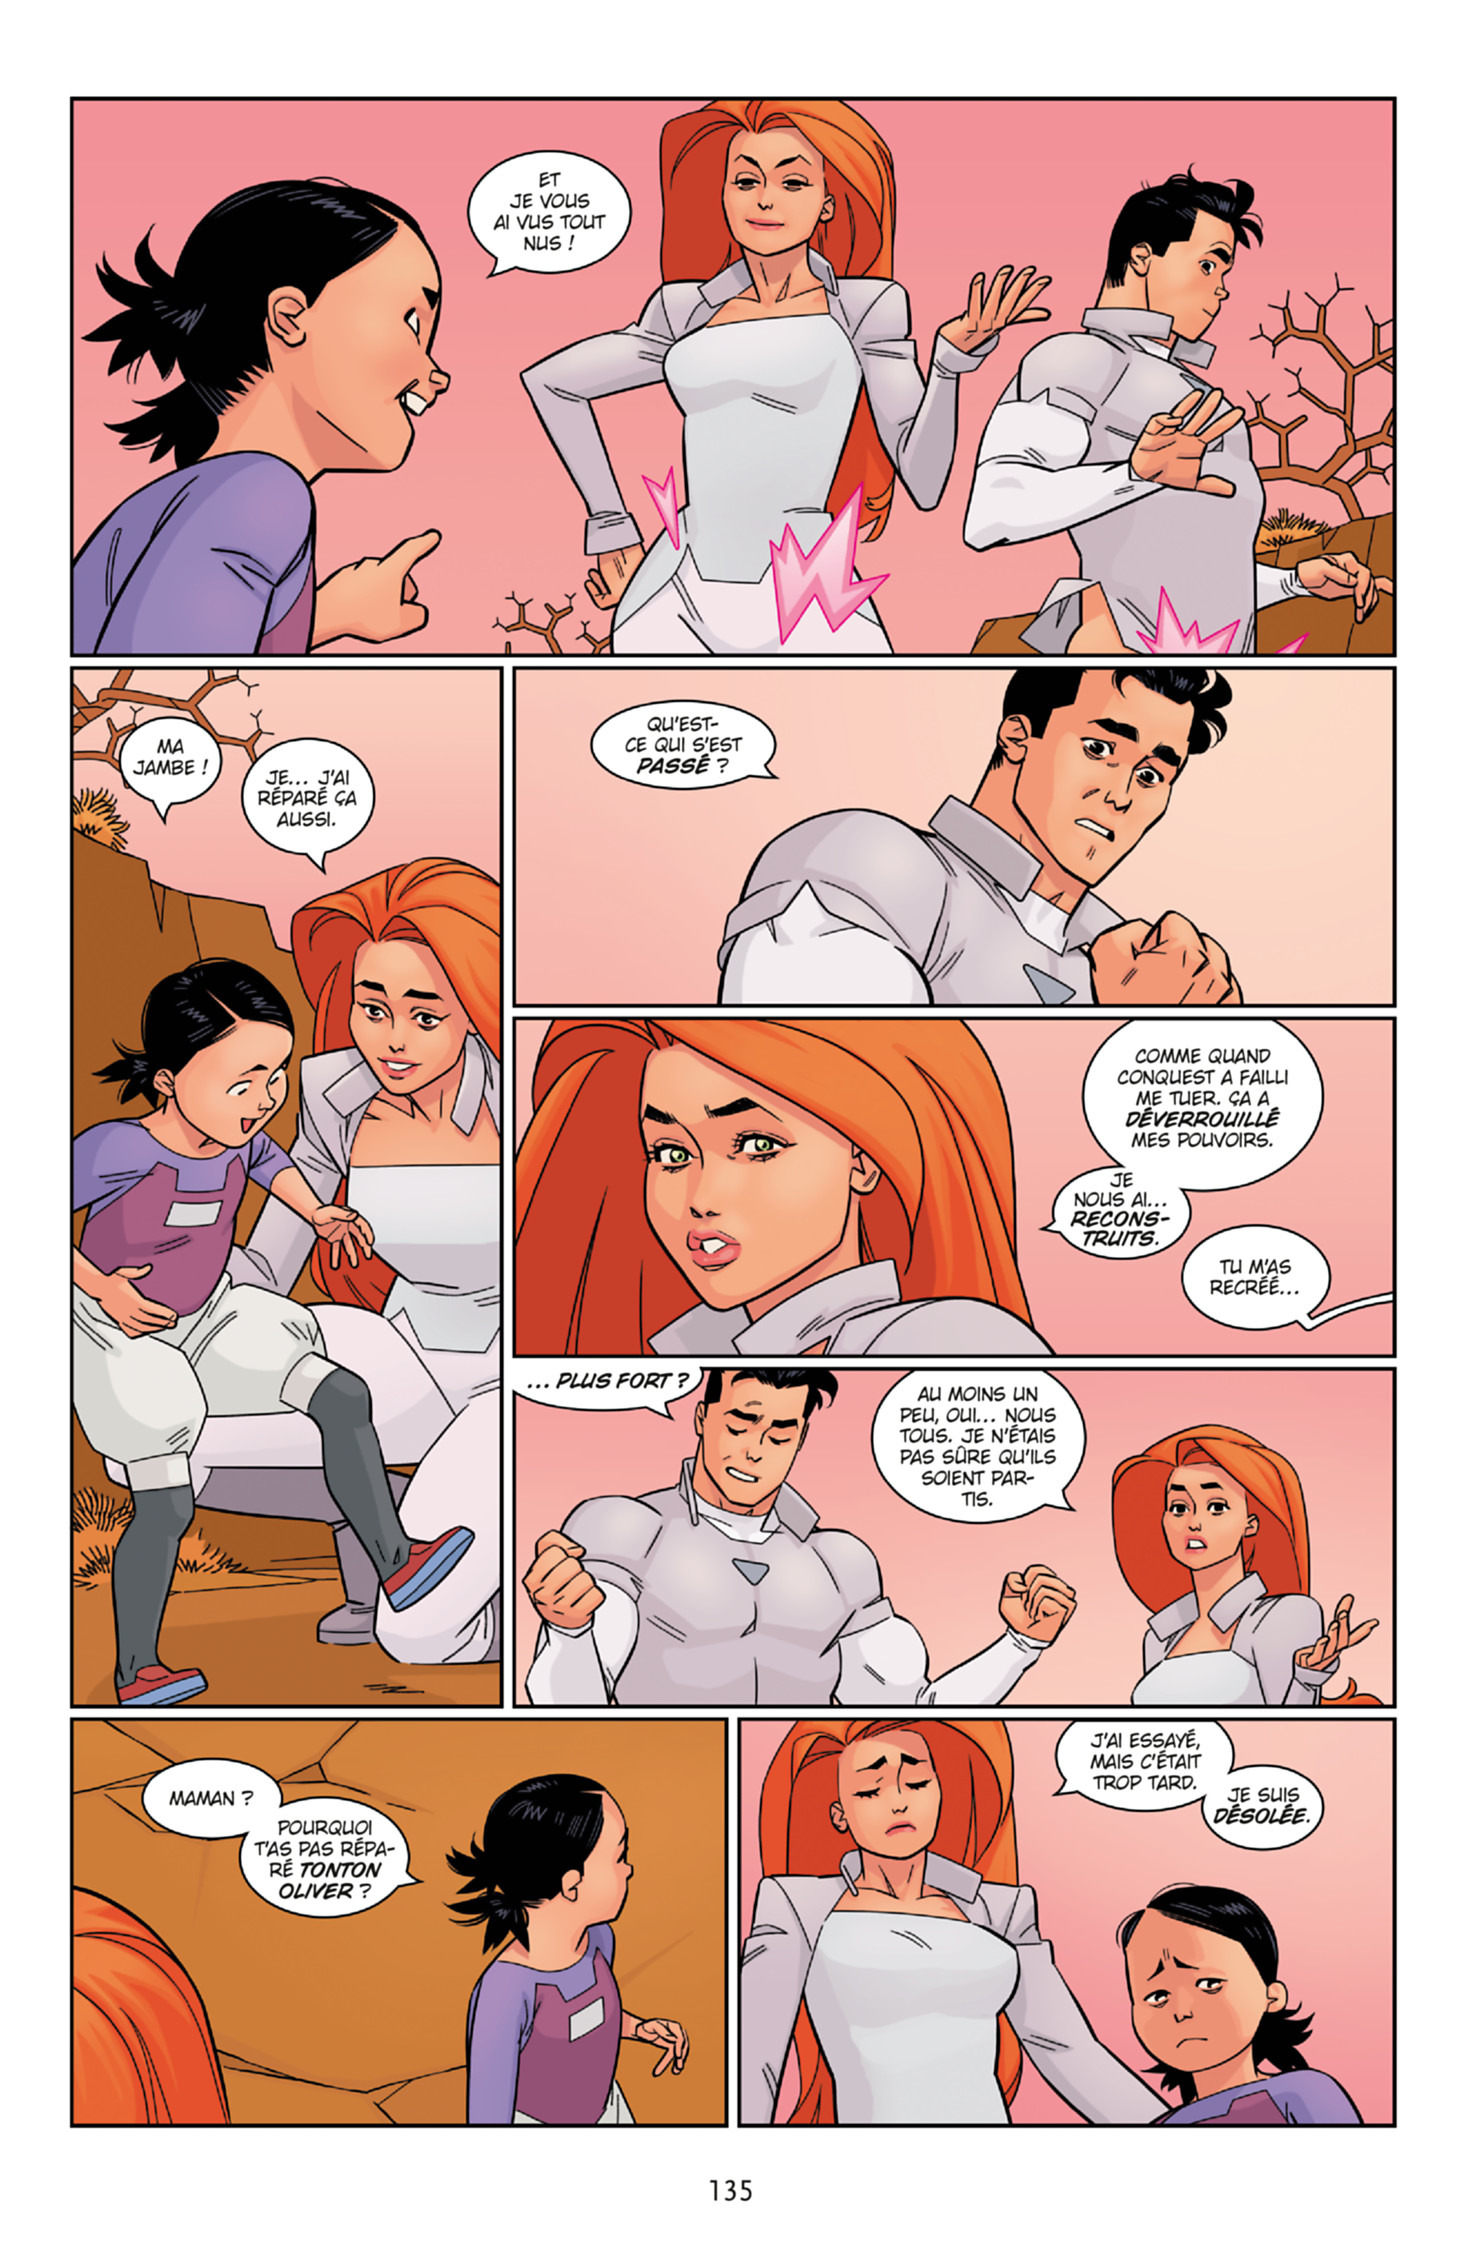 ET
JE VOUS
AI VUS TOUT
NUS !
MA
JAMBE !
JE... J'AI
RÉPARÉ ÇA
AUSSI.
QU'EST-
CE QUI S'EST
PASSÉ ?
COMME QUAND
CONQUEST A FAILLI
ME TUER. ÇA A
DÉVERROUILLÉ
MES POUVOIRS.
JE
NOUS AI...
RECONS-
TRUITS.
TU M'AS
RECRÉÉ...
... PLUS FORT ?
AU MOINS UN
PEU, OUI... NOUS
TOUS. JE N'ÉTAIS
PAS SÛRE QU'ILS
SOIENT PAR-
TIS.
MAMAN ?
POURQUOI
T'AS PAS RÉPA-
RÉ TONTON
OLIVER ?
J'AI ESSAYÉ,
MAIS C'ÉTAIT
TROP TARD.
JE SUIS
DÉSOLÉE.
135